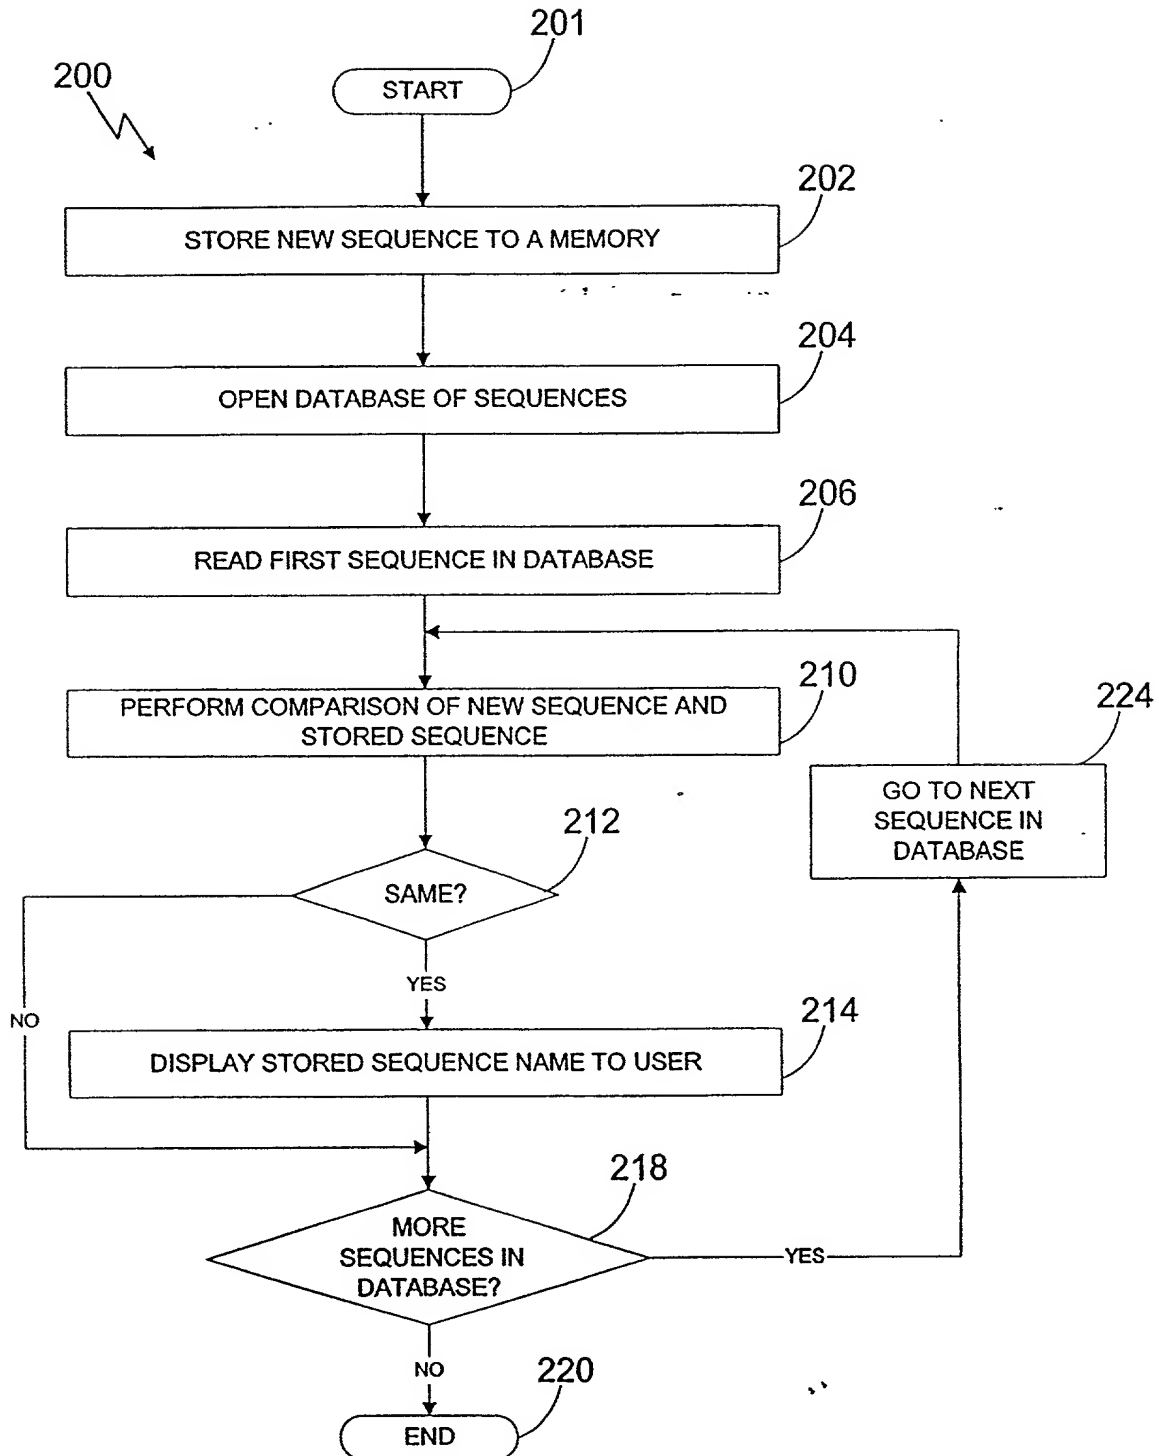 201
200
START
202
STORE NEW SEQUENCE TO A MEMORY
204
OPEN DATABASE OF SEQUENCES
206
READ FIRST SEQUENCE IN DATABASE
210
PERFORM COMPARISON OF NEW SEQUENCE AND
STORED SEQUENCE
224
GO TO NEXT
SEQUENCE IN
DATABASE
212
SAME?
YES
NO
214
DISPLAY STORED SEQUENCE NAME TO USER
218
MORE
SEQUENCES IN
DATABASE?
YES
NO
220
END